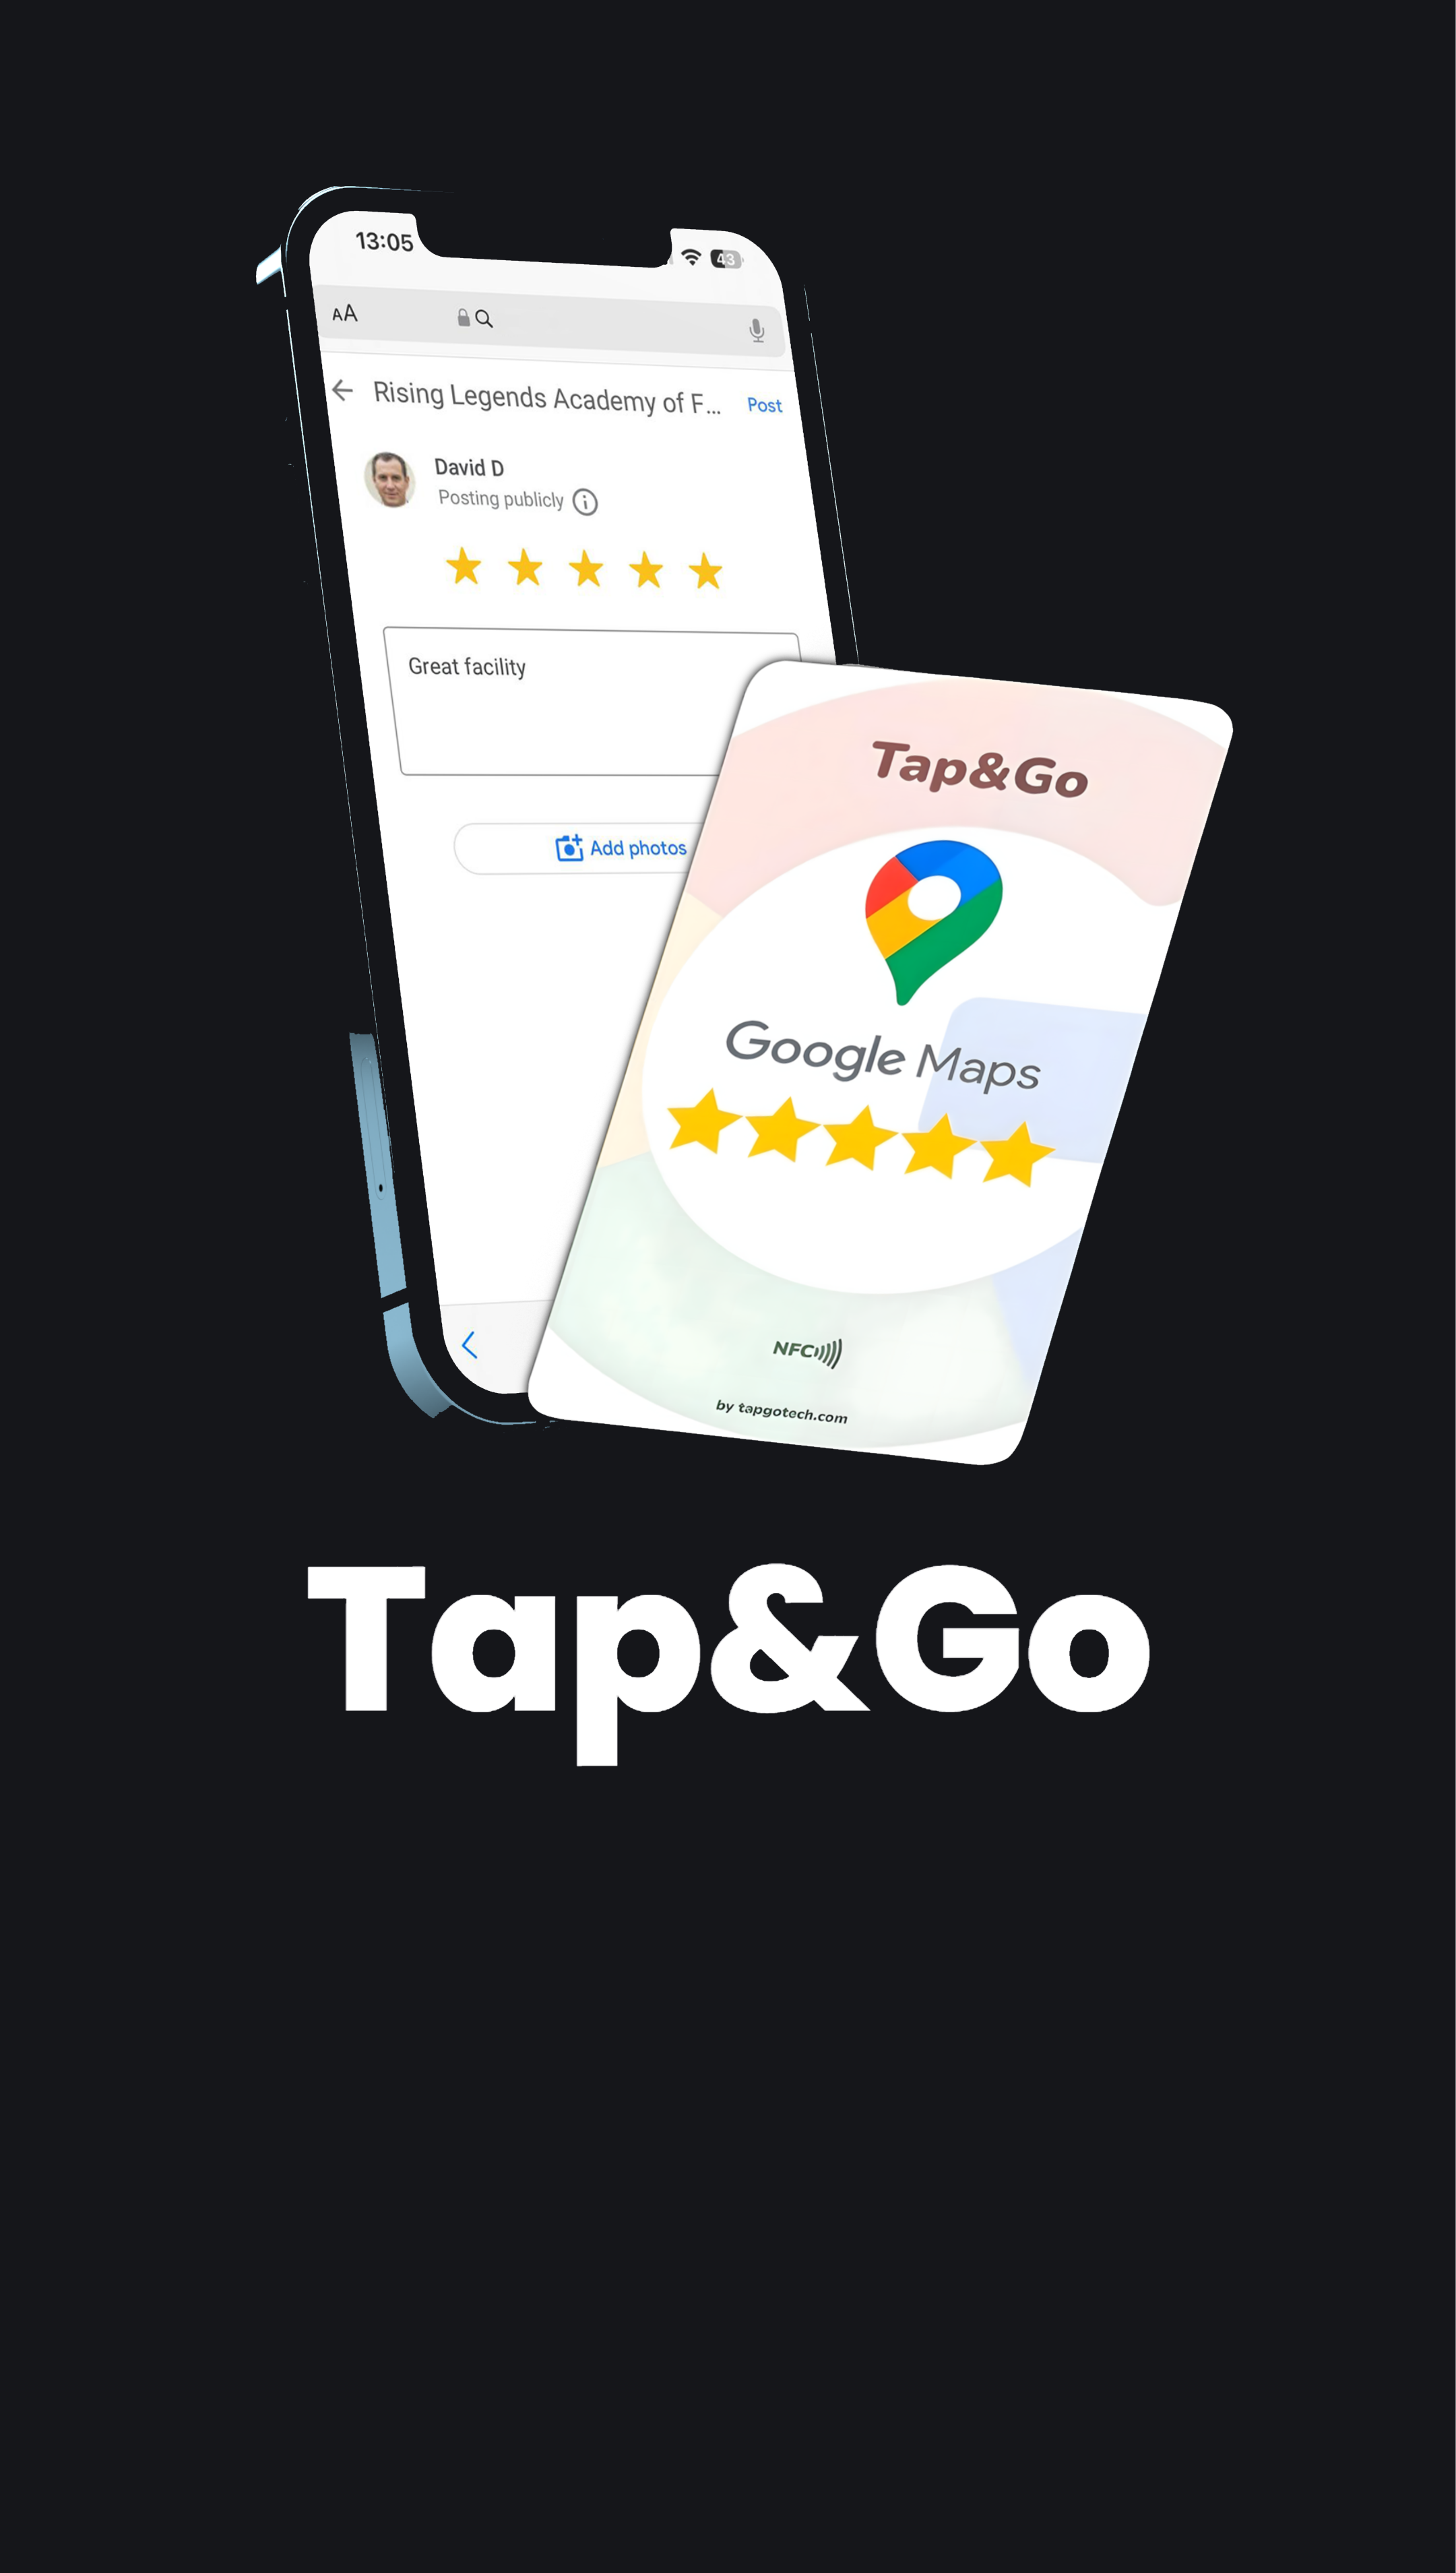 13:05
43
AA
Rising Legends Academy of F...
Post
David D
Posting publicly
Great facility
Add photos
Tap&Go
Google Maps
NFC
by tapgotech.com
Tap&Go